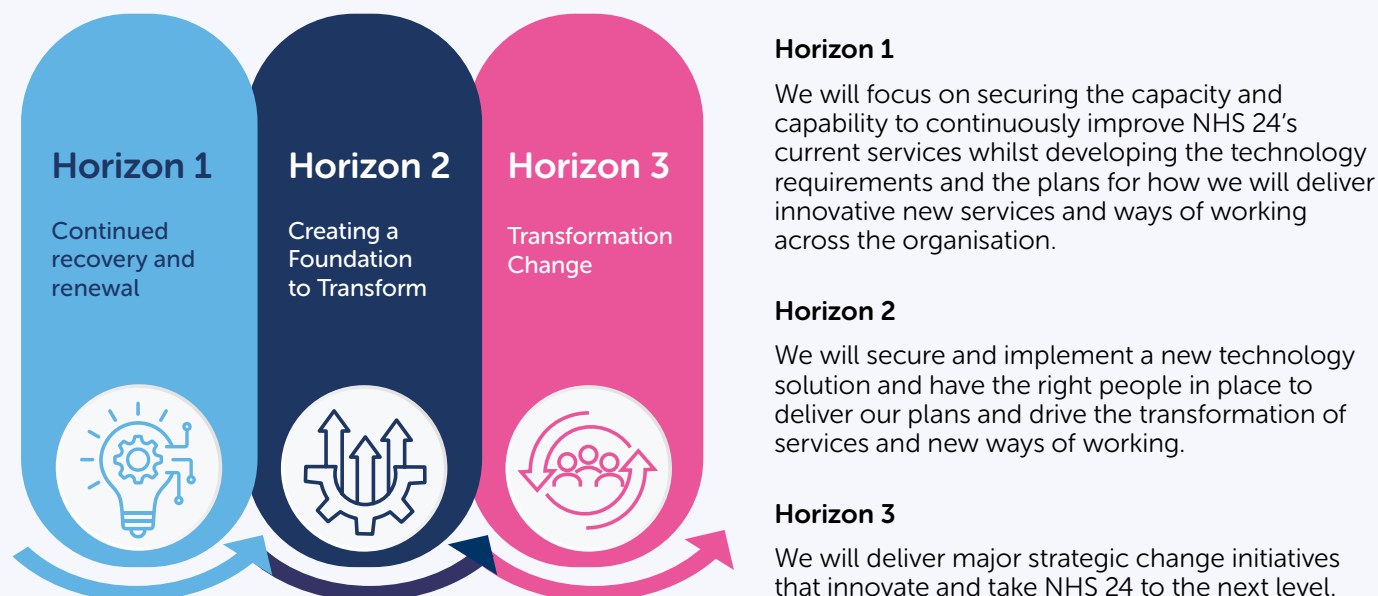 Horizon 1
Continued
recovery and
renewal
Horizon 2
Creating a
Foundation
to Transform
Horizon 3
Transformation
Change
Horizon 1
We will focus on securing the capacity and
capability to continuously improve NHS 24's
current services whilst developing the technology
requirements and the plans for how we will deliver
innovative new services and ways of working
across the organisation.
Horizon 2
We will secure and implement a new technology
solution and have the right people in place to
deliver our plans and drive the transformation of
services and new ways of working.
Horizon 3
We will deliver major strategic change initiatives
that innovate and take NHS 24 to the next level.